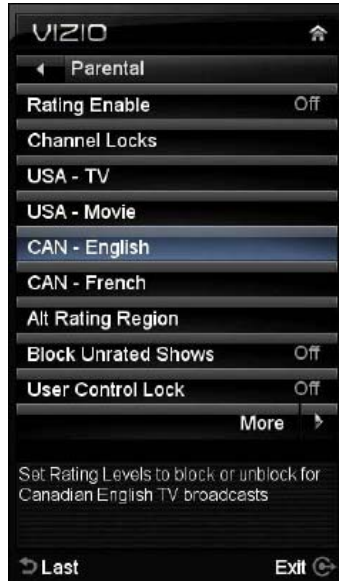 VIZIO
Parental
Rating Enable Off
Channel Locks
USA - TV
USA - Movie
CAN - English
CAN - French
Alt Rating Region
Block Unrated Shows Off
User Control Lock Off
More
Set Rating Levels to block or unblock for
Canadian English TV broadcasts
Last Exit